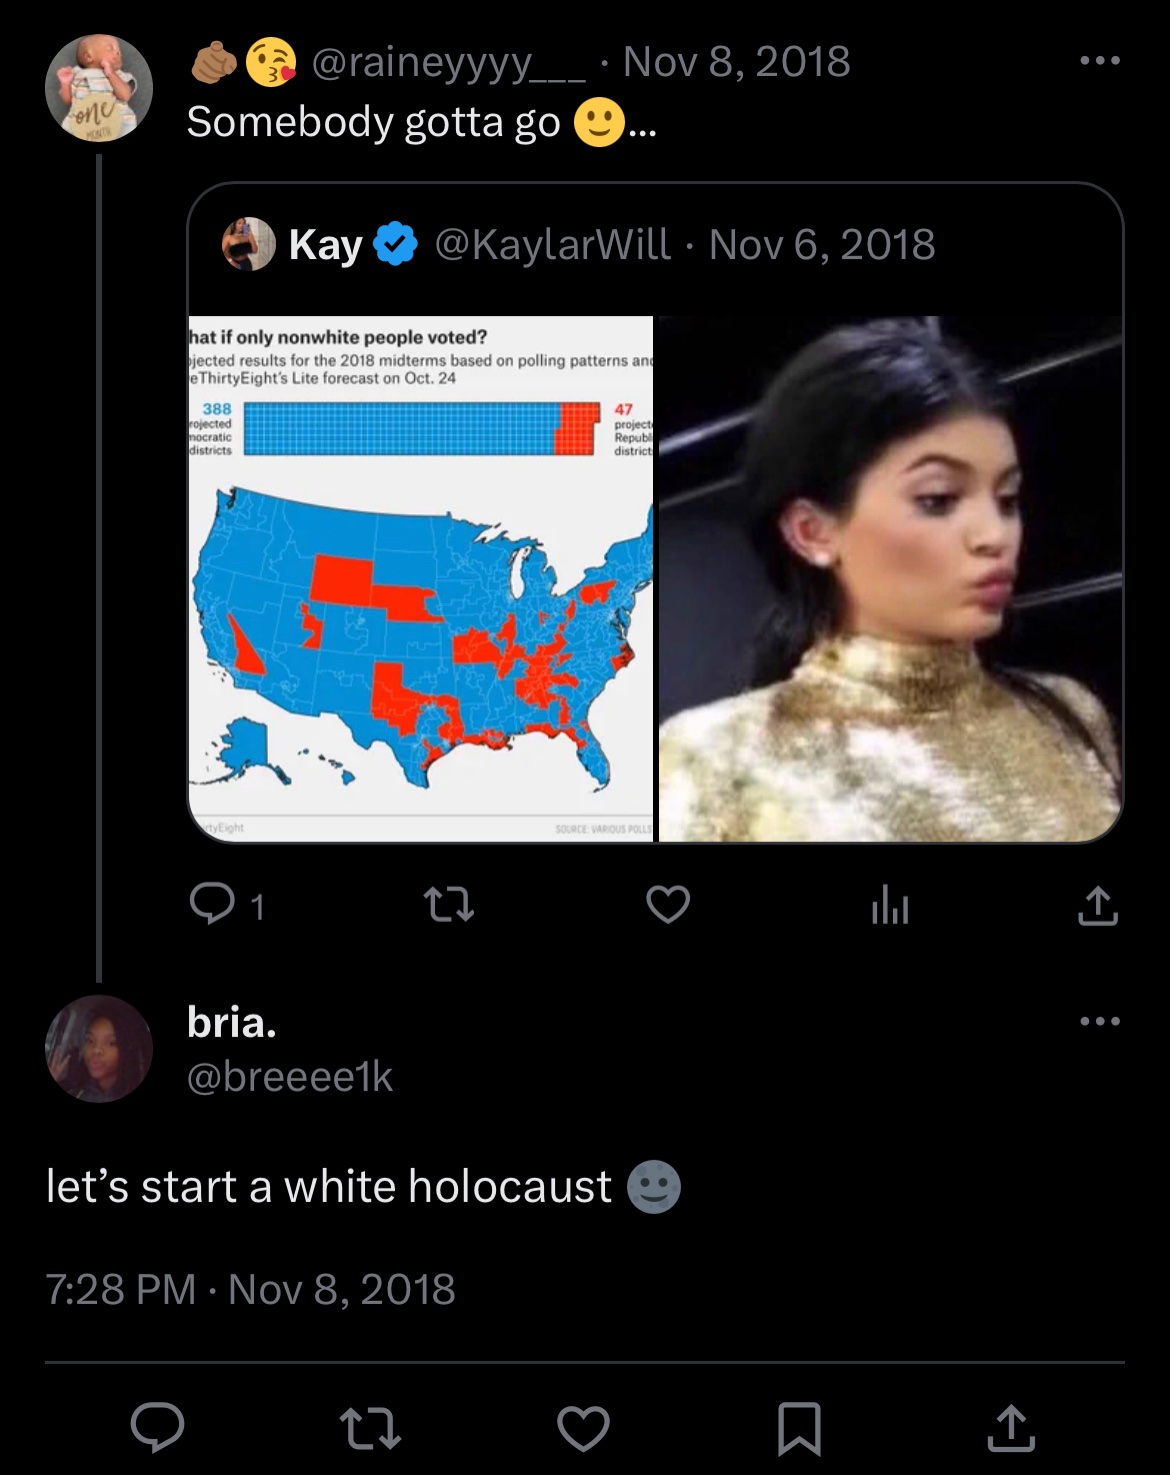 🫵🏽😘 @raineyyyy___ · Nov 8, 2018
Somebody gotta go 🙂...
Kay @KaylarWill · Nov 6, 2018
hat if only nonwhite people voted?
jected results for the 2018 midterms based on polling patterns and
eThirtyEight's Lite forecast on Oct. 24
388
rojected
nocratic
districts
47
project
Republ
district
rtyEight
SOURCE: VARIOUS POLLS
one
MONTH
1
bria.
@breeee1k
let's start a white holocaust 🌚
7:28 PM · Nov 8, 2018